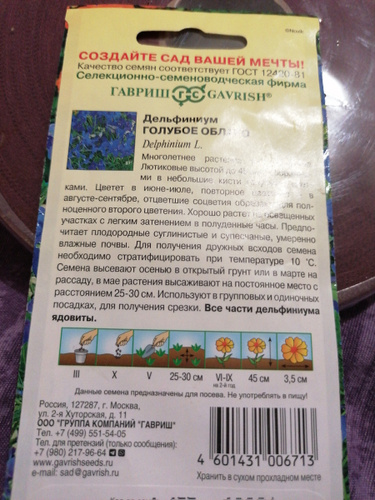 СОЗДАЙТЕ САД ВАШЕЙ МЕЧТЫ!
Качество семян соответствует ГОСТ 12420-81
Селекционно-семеноводческая фирма
ГАВРИШ GAVRISH®
Дельфиниум
ГОЛУБОЕ
Delphinium L.
Многолетнее
Лютиковые высотой до
в небольшие кисти
ками. Цветет в июне-июле, повторное
августе-сентябре, отцветшие соцветия для пол-
ноценного второго цветения. Хорошо растет на освещенных
участках с легким затенением в полуденные часы. Предпо-
читает плодородные суглинистые и супесчаные, умеренно
влажные почвы. Для получения дружных всходов семена
необходимо стратифицировать при температуре 10 °С.
Семена высевают осенью в открытый грунт или в марте на
рассаду, в мае растения высаживают на постоянное место с
расстоянием 25-30 см. Используют в групповых и одиночных
посадках, для получения срезки. Все части дельфиниума
ядовиты.
III X V 25-30 см VI-IX на 2-й год 45 см 3,5 см
Данные семена предназначены для посева. Не употреблять в пищу!
Россия, 127287, г. Москва,
ул. 2-я Хуторская, д. 11
ООО "ГРУППА КОМПАНИЙ "ГАВРИШ"
Тел. +7 (499) 551-54-05
Тел. для претензий (только сообщения):
+7 (980) 217-96-64
www.gavrishseeds.ru
e-mail: sad@gavrish.ru
4 601431 006713
Хранить в сухом прохладном месте